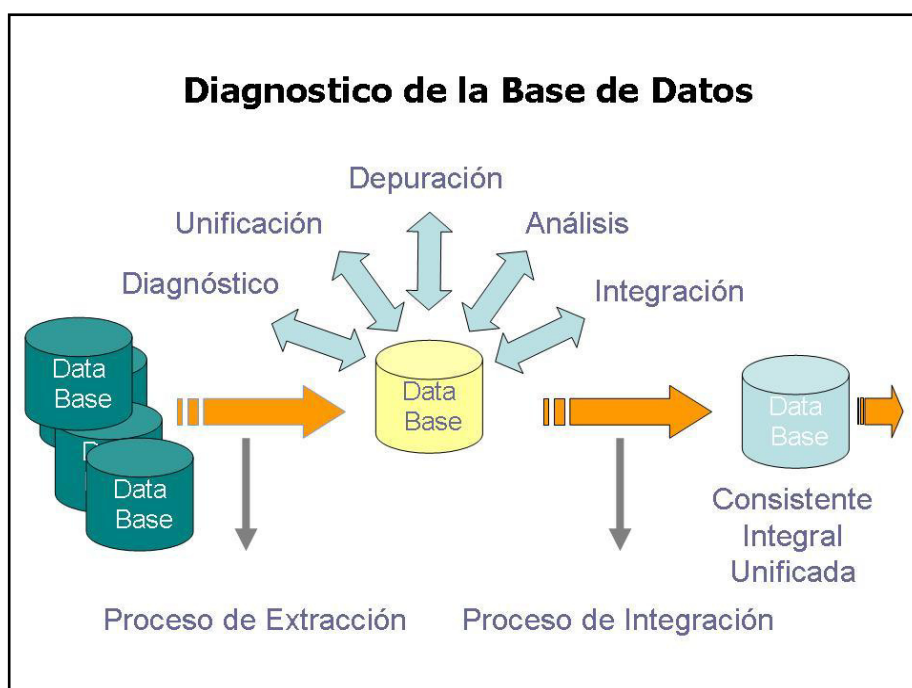 Diagnostico de la Base de Datos
Depuración
Unificación
Análisis
Diagnóstico
Integración
Data
Base
Data
Data
Base
Data
Base
Data
Base
Consistente
Integral
Unificada
Proceso de Extracción
Proceso de Integración